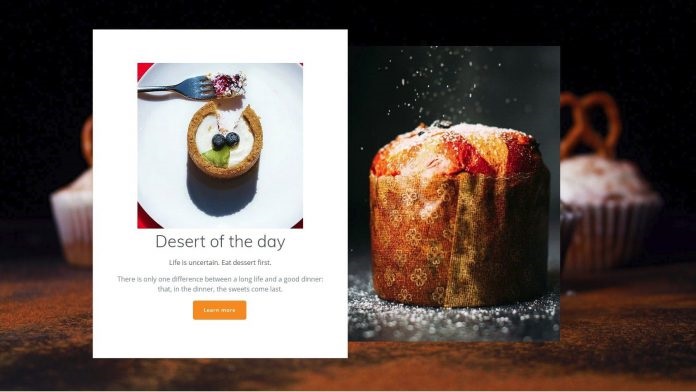 Desert of the day
Life is uncertain. Eat dessert first.
There is only one difference between a long life and a good dinner:
that, in the dinner, the sweets come last.
Learn more